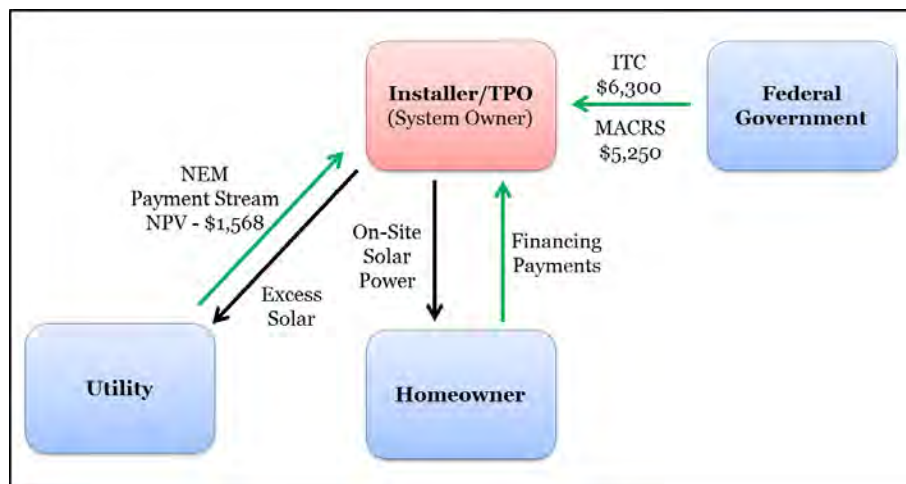 Installer/TPO
(System Owner)
ITC
$6,300
MACRS
$5,250
Federal
Government
NEM
Payment Stream
NPV - $1,568
Excess
Solar
On-Site
Solar
Power
Financing
Payments
Utility
Homeowner